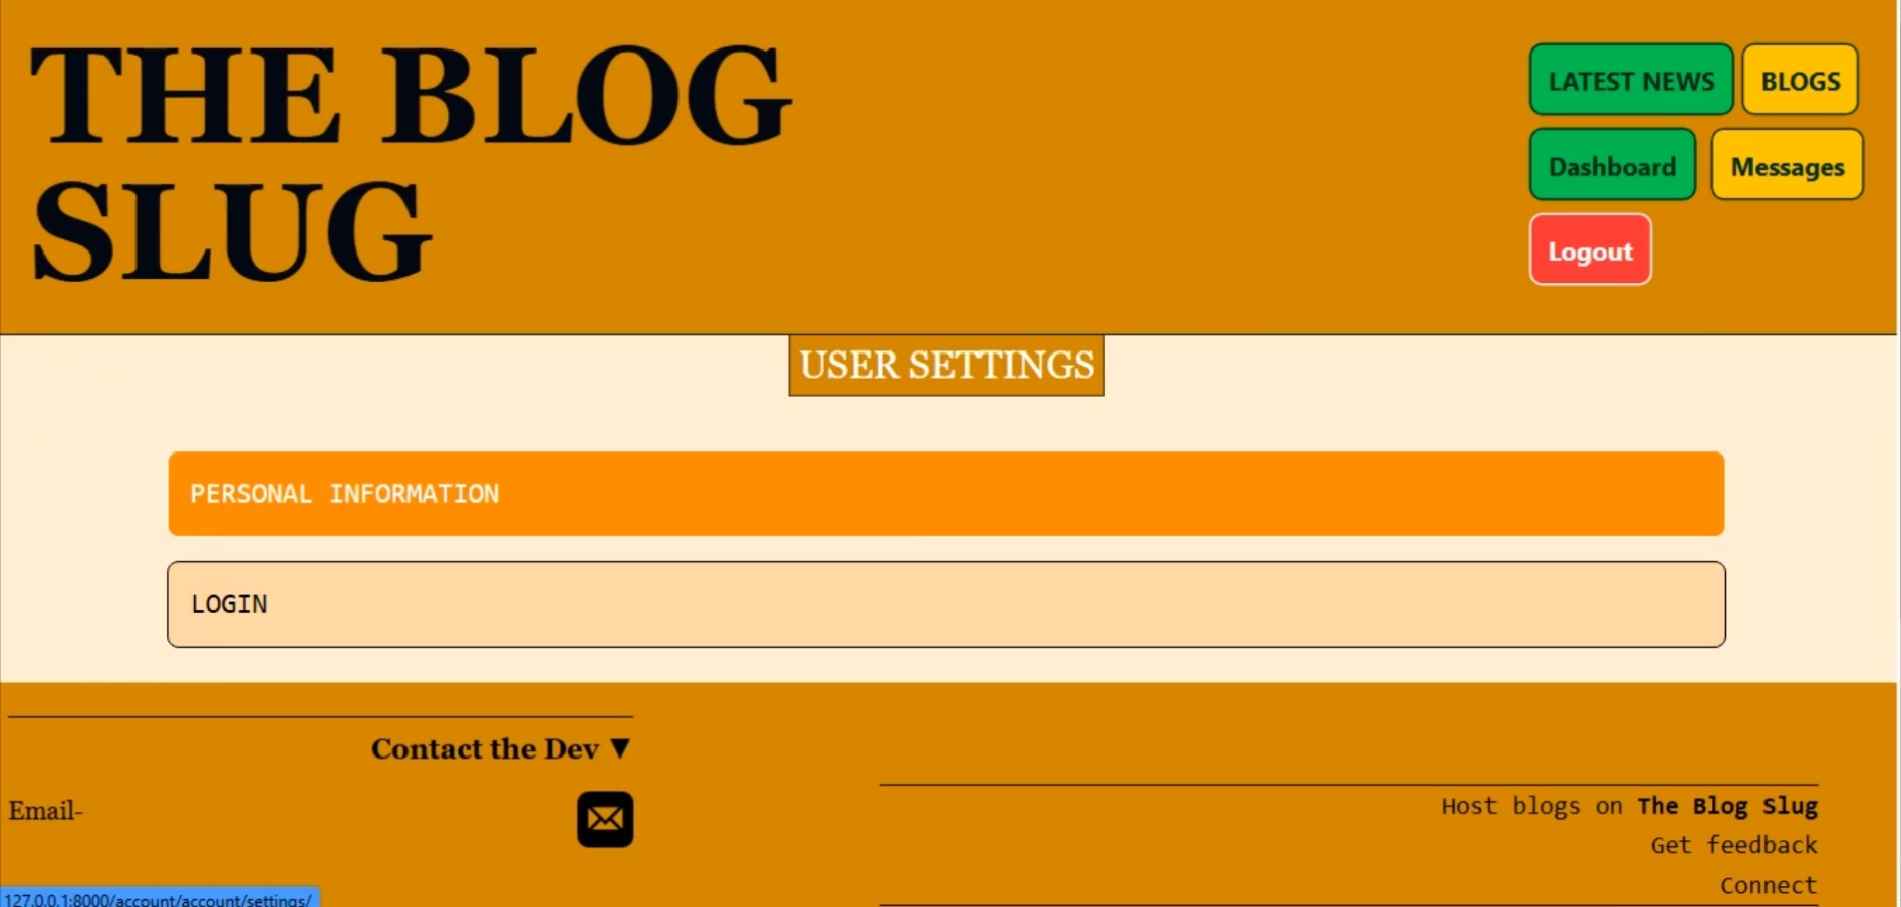 THE BLOG
SLUG
LATEST NEWS
BLOGS
Dashboard
Messages
Logout
USER SETTINGS
PERSONAL INFORMATION
LOGIN
Contact the Dev ▼
Email-
Host blogs on The Blog Slug
Get feedback
Connect
127.0.0.1:8000/account/account/settings/